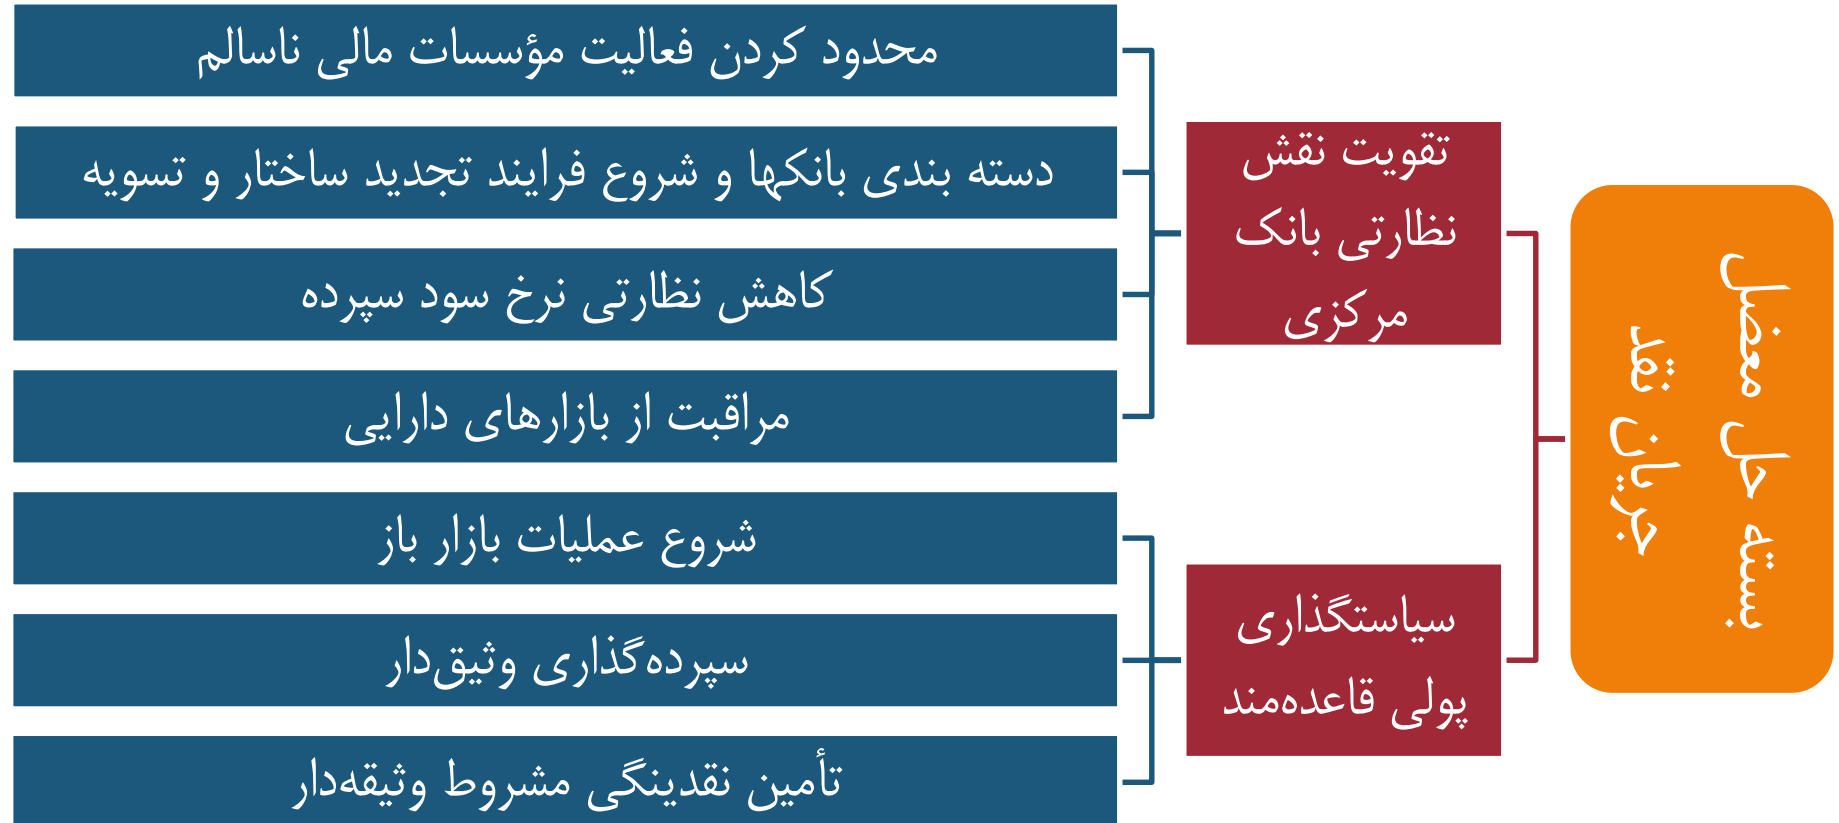 بسته حل معضل
جریان نقد
تقویت نقش
نظارتی بانک
مرکزی
محدود کردن فعالیت مؤسسات مالی ناسالم
دسته بندی بانکها و شروع فرایند تجدید ساختار و تسویه
کاهش نظارتی نرخ سود سپرده
مراقبت از بازارهای دارایی
سیاستگذاری
پولی قاعده‌مند
شروع عملیات بازار باز
سپرده‌گذاری وثیق‌دار
تأمین نقدینگی مشروط وثیقه‌دار